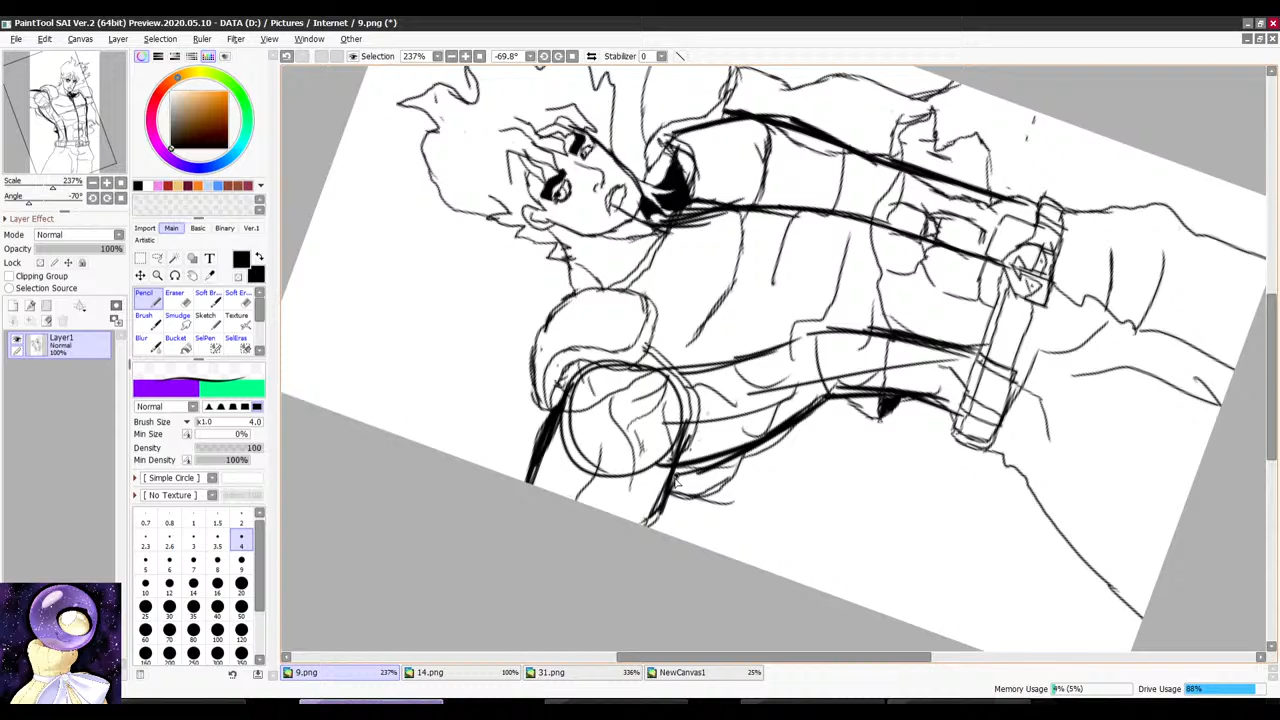 PaintTool SAI Ver.2 (64bit) Preview.2020.05.10 - DATA (D:) / Pictures / Internet / 9.png (*)
File Edit Canvas Layer Selection Ruler Filter View Window Other
Selection 237% -69.8° Stabilizer 0
Scale 237%
Angle -70°
Layer Effect
Mode Normal
Opacity 100%
Lock
Clipping Group
Selection Source
Layer1
Normal
100%
Import Main Basic Binary Ver.1
Artistic
T
Pencil Eraser Soft Br... Soft Er...
Brush Smudge Sketch Texture
Blur Bucket SelPen SelEras
Normal
Brush Size x1.0 4.0
Min Size 0%
Density 100
Min Density 100%
[ Simple Circle ]
[ No Texture ]
0.7 0.8 1 1.5 2
2.3 2.6 3 3.5 4
5 6 7 8 9
10 12 14 16 20
25 30 35 40 50
60 70 80 100 120
160 200 250 300 350
9.png 237% 14.png 100% 31.png 336% NewCanvas1 25%
Memory Usage (5%) Drive Usage 88%